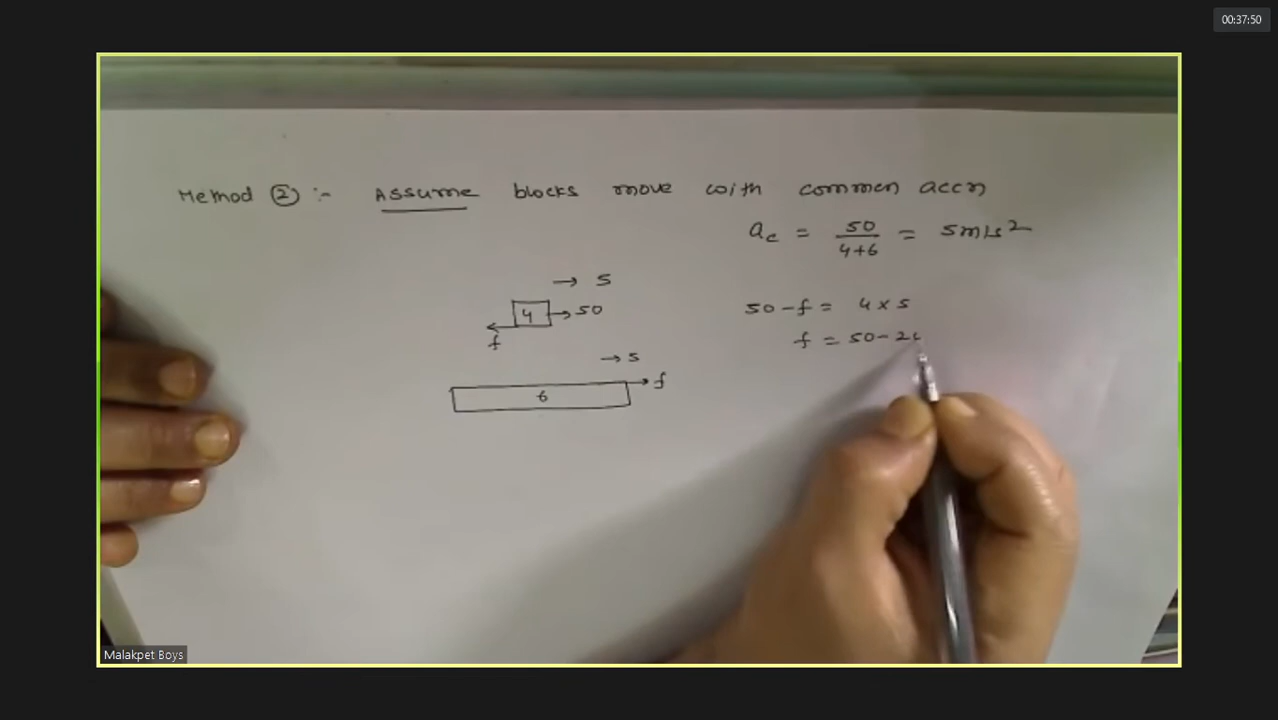 00:37:50
Method ② :- Assume blocks move with common accn
a_c = 50/4+6 = 5m/s²
→ 5
4 → 50
f
50 - f = 4 × 5
f = 50 - 2
→ 5
6 → f
Malakpet Boys